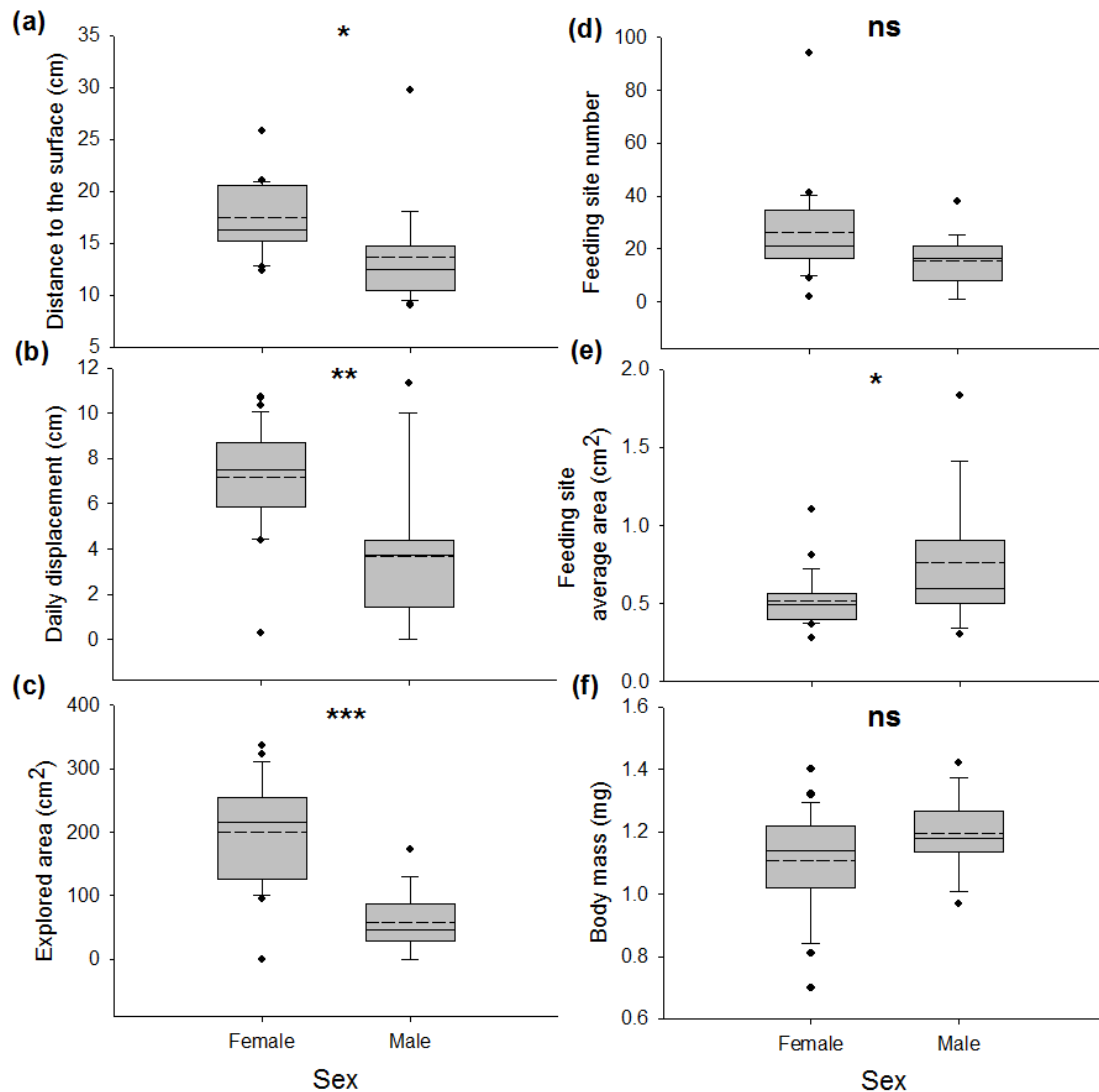 (a)
*
Distance to the surface (cm)
35
30
25
20
15
10
5
(b)
**
Daily displacement (cm)
12
10
8
6
4
2
0
(c)
***
Explored area (cm²)
400
300
200
100
0
Female
Male
Sex
(d)
ns
Feeding site number
100
80
60
40
20
0
(e)
*
Feeding site
average area (cm²)
2.0
1.5
1.0
0.5
0.0
(f)
ns
Body mass (mg)
1.6
1.4
1.2
1.0
0.8
0.6
Female
Male
Sex